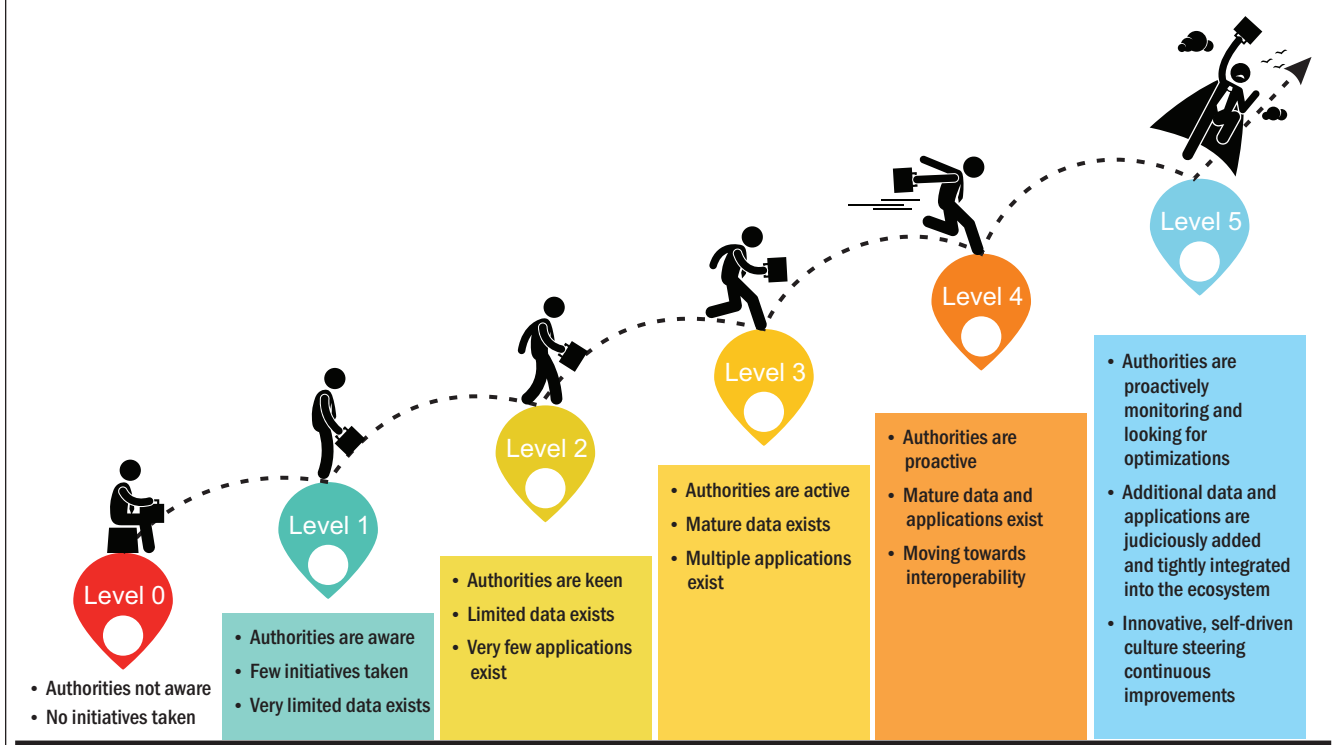 Level 0
• Authorities not aware
• No initiatives taken
Level 1
• Authorities are aware
• Few initiatives taken
• Very limited data exists
Level 2
• Authorities are keen
• Limited data exists
• Very few applications
exist
Level 3
• Authorities are active
• Mature data exists
• Multiple applications
exist
Level 4
• Authorities are
proactive
• Mature data and
applications exist
• Moving towards
interoperability
Level 5
• Authorities are
proactively
monitoring and
looking for
optimizations
• Additional data and
applications are
judiciously added
and tightly integrated
into the ecosystem
• Innovative, self-driven
culture steering
continuous
improvements